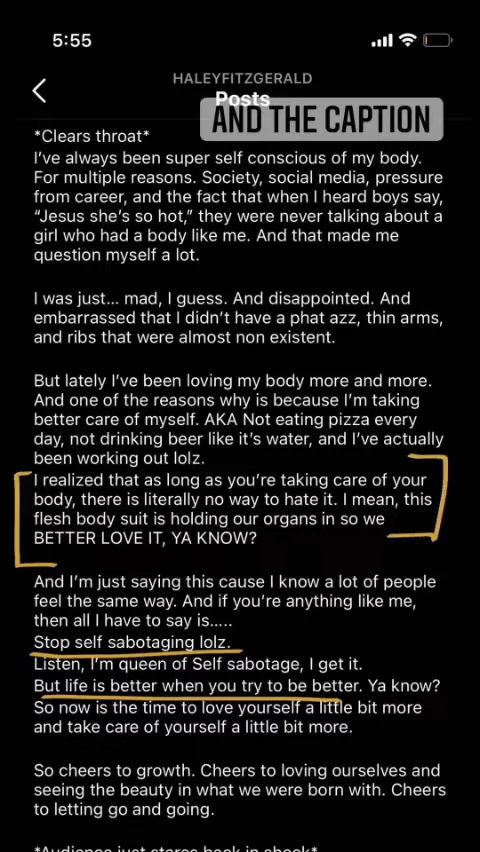 5:55
HALEYFITZGERALD
Posts
AND THE CAPTION
*Clears throat*
I've always been super self conscious of my body.
For multiple reasons. Society, social media, pressure
from career, and the fact that when I heard boys say,
“Jesus she's so hot,” they were never talking about a
girl who had a body like me. And that made me
question myself a lot.
I was just... mad, I guess. And disappointed. And
embarrassed that I didn't have a phat azz, thin arms,
and ribs that were almost non existent.
But lately I've been loving my body more and more.
And one of the reasons why is because I'm taking
better care of myself. AKA Not eating pizza every
day, not drinking beer like it's water, and I've actually
been working out lolz.
I realized that as long as you're taking care of your
body, there is literally no way to hate it. I mean, this
flesh body suit is holding our organs in so we
BETTER LOVE IT, YA KNOW?
And I'm just saying this cause I know a lot of people
feel the same way. And if you're anything like me,
then all I have to say is.....
Stop self sabotaging lolz.
Listen, I'm queen of Self sabotage, I get it.
But life is better when you try to be better. Ya know?
So now is the time to love yourself a little bit more
and take care of yourself a little bit more.
So cheers to growth. Cheers to loving ourselves and
seeing the beauty in what we were born with. Cheers
to letting go and going.
*Audience just stares back in shock*